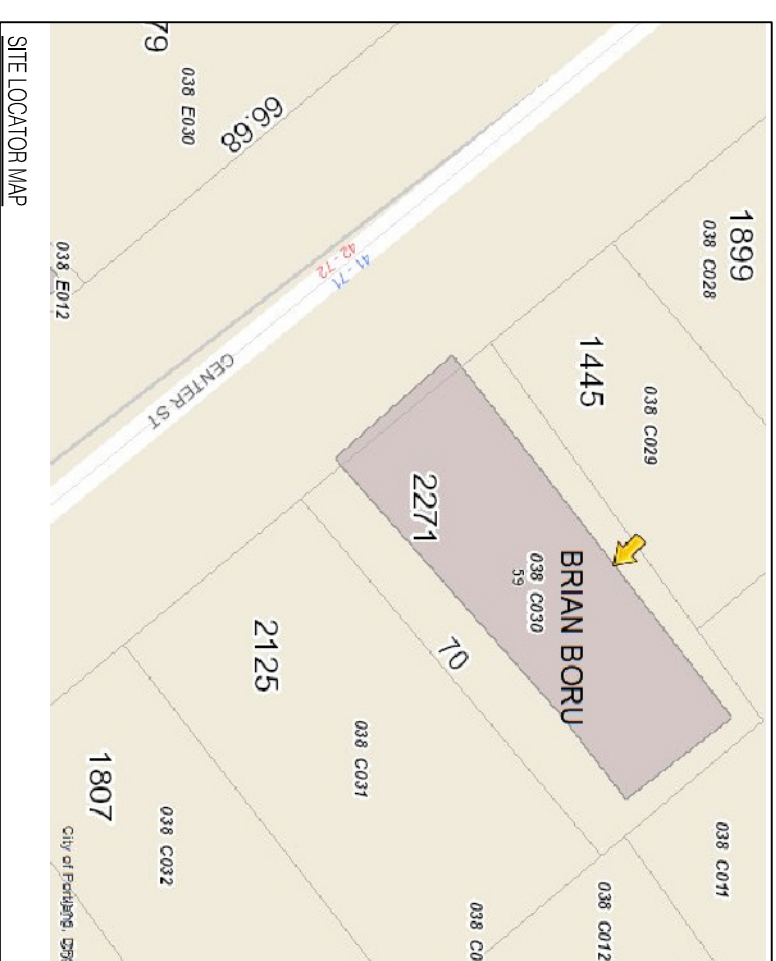 1899
038 C028
038 C011
038 C029
038 C012
1445
BRIAN BORU
038 C030
59
038 C0
70
2271
038 C031
41 - 71
42 - 72
2125
66.68
CENTER ST
038 E030
038 C032
79
1807
City of Portland,
038 E012
SITE LOCATOR MAP